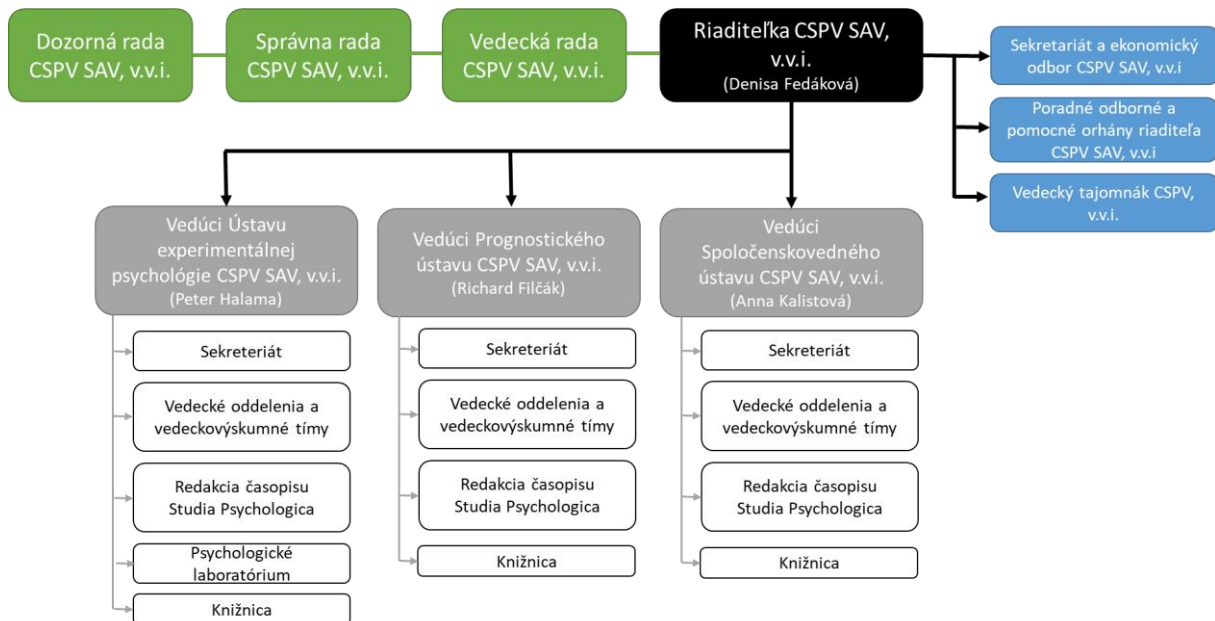 Dozorná rada
CSPV SAV, v.v.i.
Správna rada
CSPV SAV, v.v.i.
Vedecká rada
CSPV SAV, v.v.i.
Riaditeľka CSPV SAV,
v.v.i.
(Denisa Fedáková)
Sekretariát a ekonomický
odbor CSPV SAV, v.v.i
Poradné odborné a
pomocné orhány riaditeľa
CSPV SAV, v.v.i
Vedecký tajomnák CSPV,
v.v.i.
Vedúci Ústavu
experimentálnej
psychológie CSPV SAV, v.v.i.
(Peter Halama)
Sekreteriát
Vedecké oddelenia a
vedeckovýskumné tímy
Redakcia časopisu
Studia Psychologica
Psychologické
laboratórium
Knižnica
Vedúci Prognostického
ústavu CSPV SAV, v.v.i.
(Richard Filčák)
Sekreteriát
Vedecké oddelenia a
vedeckovýskumné tímy
Redakcia časopisu
Studia Psychologica
Knižnica
Vedúci
Spoločenskovedného
ústavu CSPV SAV, v.v.i.
(Anna Kalistová)
Sekreteriát
Vedecké oddelenia a
vedeckovýskumné tímy
Redakcia časopisu
Studia Psychologica
Knižnica